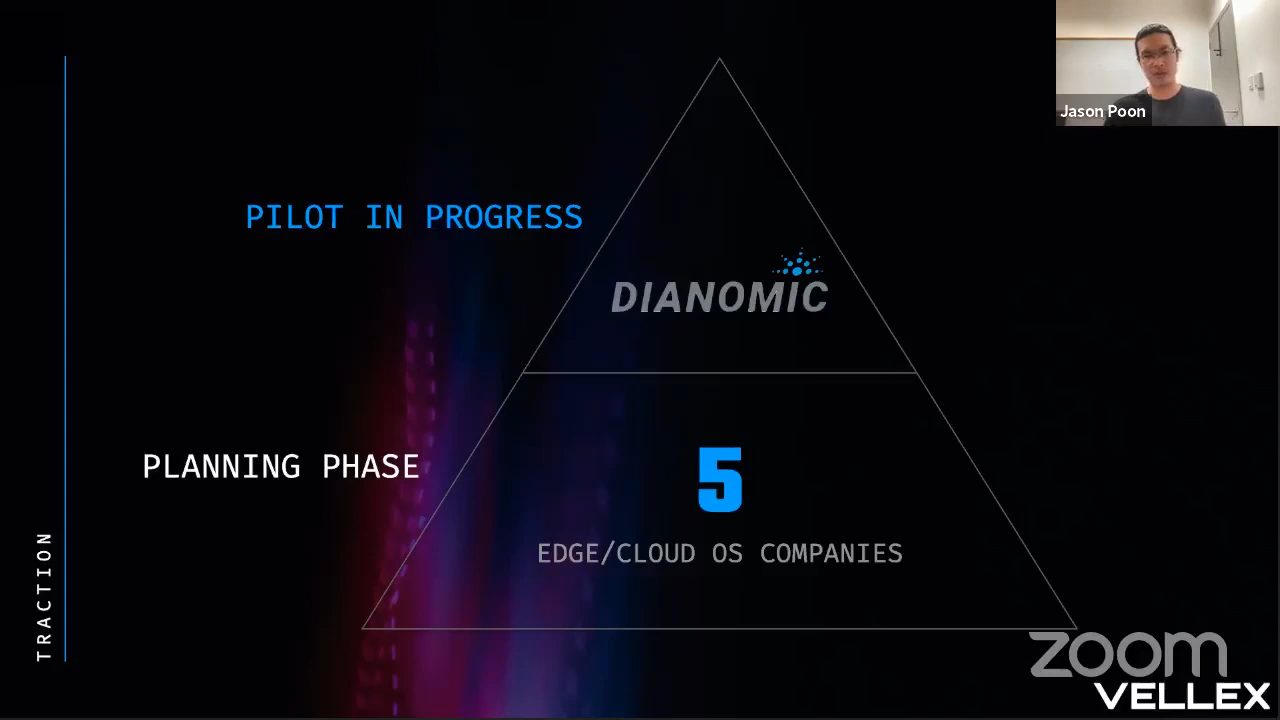 Jason Poon
PILOT IN PROGRESS
DIANOMIC
PLANNING PHASE
5
EDGE/CLOUD OS COMPANIES
TRACTION
zoom
VELLEX